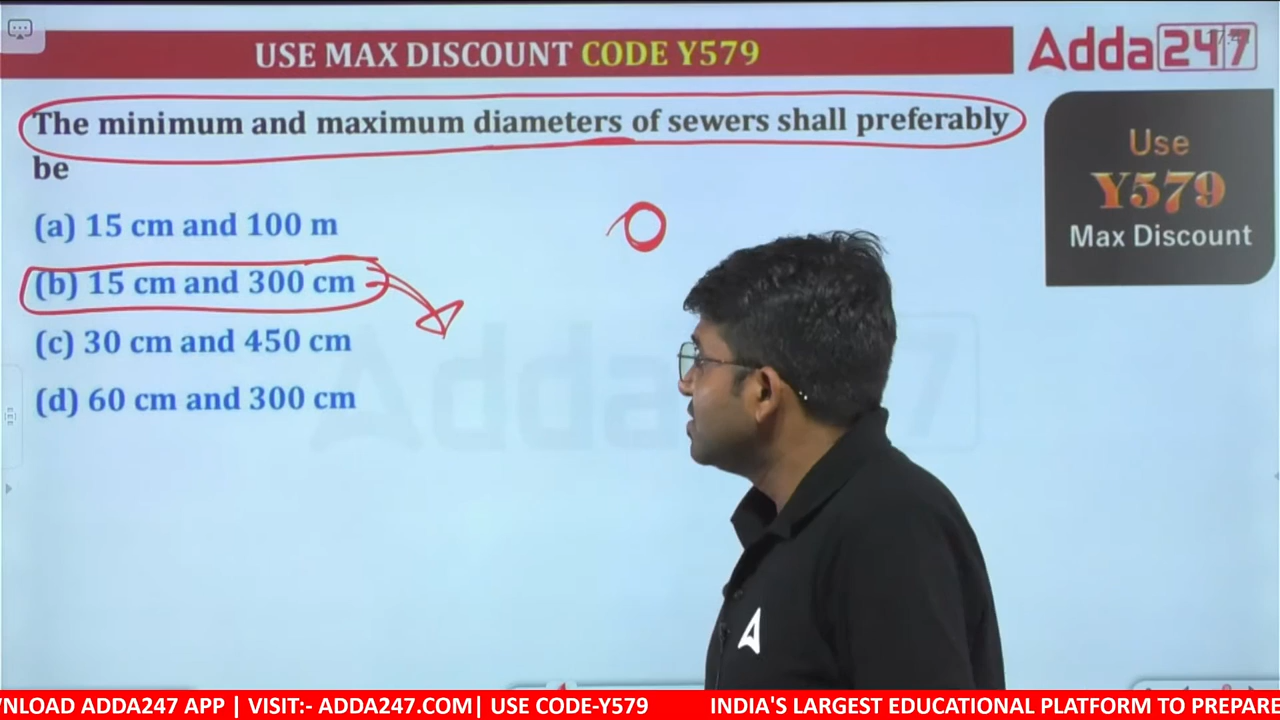 USE MAX DISCOUNT CODE Y579
Adda247
The minimum and maximum diameters of sewers shall preferably
be
(a) 15 cm and 100 m
(b) 15 cm and 300 cm
(c) 30 cm and 450 cm
(d) 60 cm and 300 cm
Use
Y579
Max Discount
Adda247
NLOAD ADDA247 APP | VISIT:- ADDA247.COM| USE CODE-Y579 INDIA'S LARGEST EDUCATIONAL PLATFORM TO PREPARE